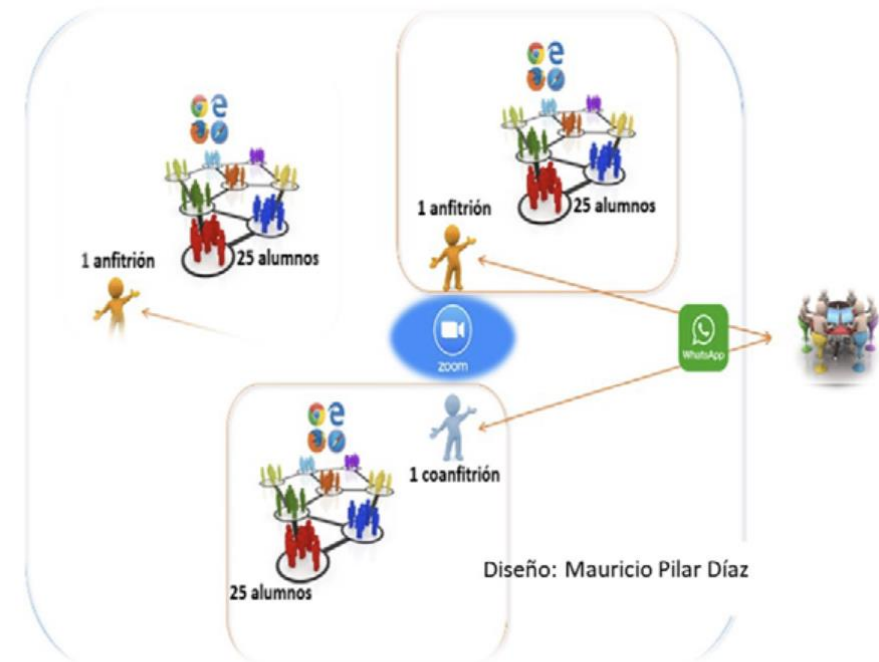 1 anfitrión
25 alumnos
1 anfitrión
25 alumnos
zoom
WhatsApp
1 coanfitrión
25 alumnos
Diseño: Mauricio Pilar Díaz